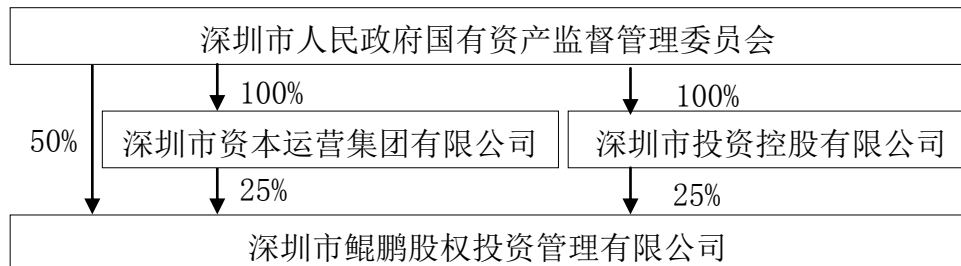 深圳市人民政府国有资产监督管理委员会
100%
100%
50%
深圳市资本运营集团有限公司
深圳市投资控股有限公司
25%
25%
深圳市鲲鹏股权投资管理有限公司